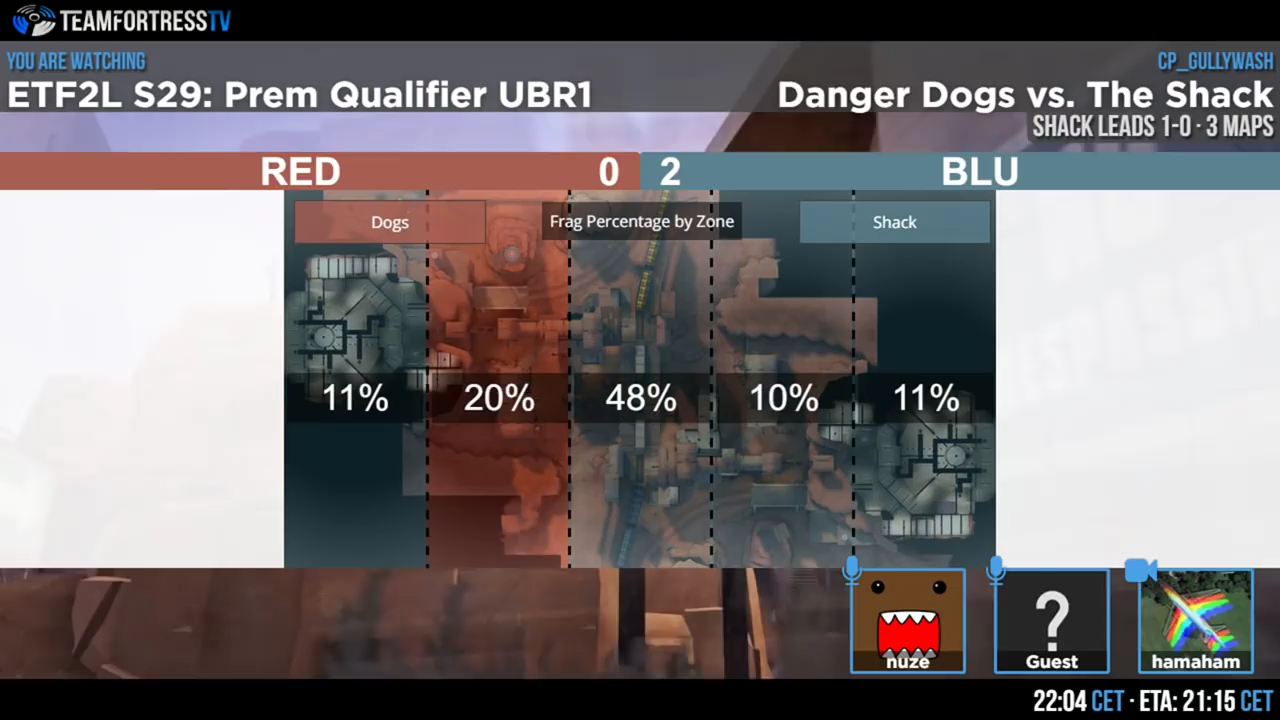 TEAMFORTRESSTV
YOU ARE WATCHING
ETF2L S29: Prem Qualifier UBR1
CP_GULLYWASH
Danger Dogs vs. The Shack
SHACK LEADS 1-0 · 3 MAPS
RED 0 2 BLU
Dogs Frag Percentage by Zone Shack
11% 20% 48% 10% 11%
nuze Guest hamaham
22:04 CET · ETA: 21:15 CET